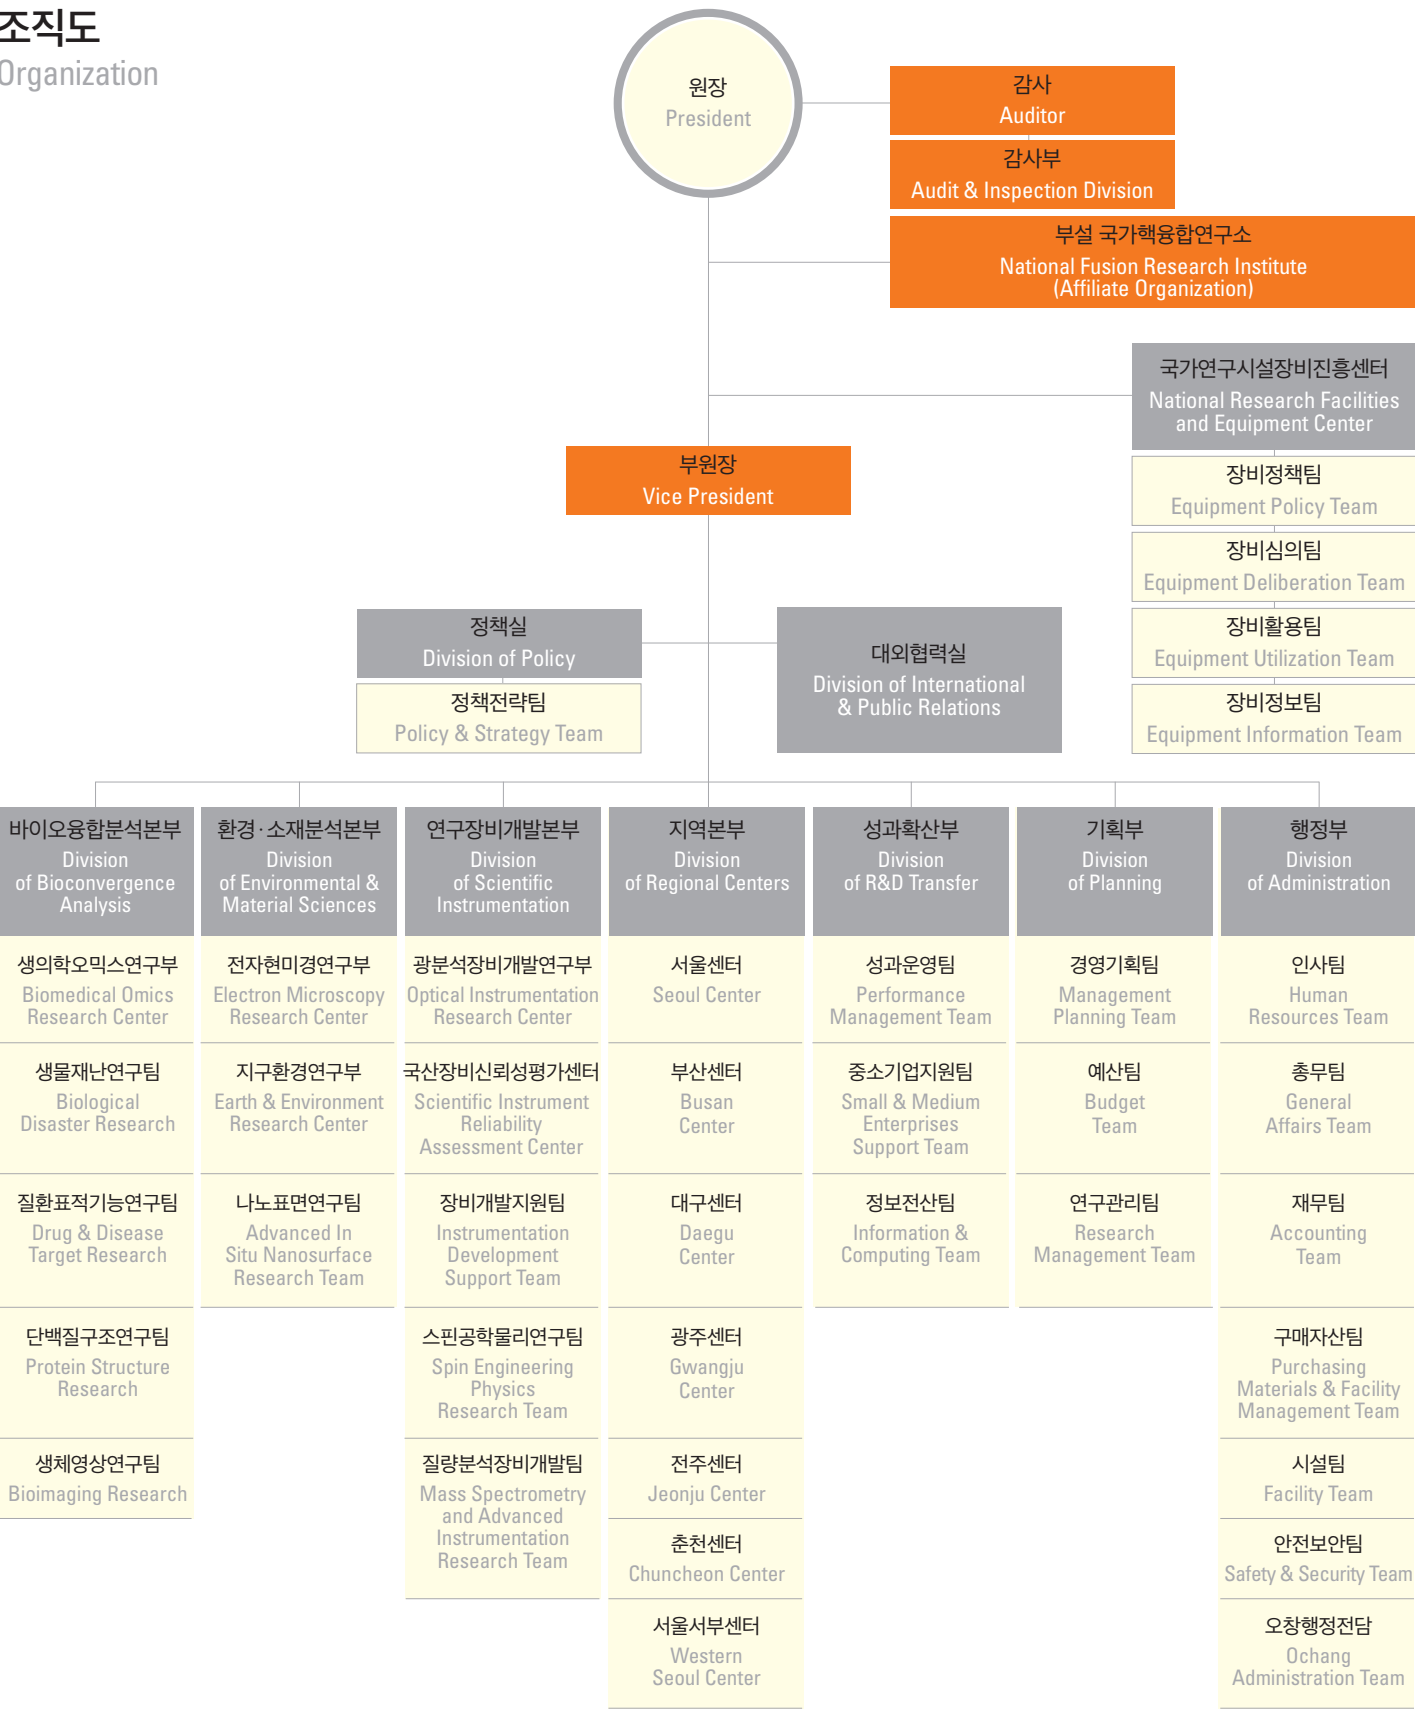 조직도
Organization
원장
President
감사
Auditor
감사부
Audit & Inspection Division
부설 국가핵융합연구소
National Fusion Research Institute
(Affiliate Organization)
국가연구시설장비진흥센터
National Research Facilities
and Equipment Center
장비정책팀
Equipment Policy Team
장비심의팀
Equipment Deliberation Team
장비활용팀
Equipment Utilization Team
장비정보팀
Equipment Information Team
부원장
Vice President
정책실
Division of Policy
정책전략팀
Policy & Strategy Team
대외협력실
Division of International
& Public Relations
바이오융합분석본부
Division
of Bioconvergence
Analysis
생의학오믹스연구부
Biomedical Omics
Research Center
생물재난연구팀
Biological
Disaster Research
질환표적기능연구팀
Drug & Disease
Target Research
단백질구조연구팀
Protein Structure
Research
생체영상연구팀
Bioimaging Research
환경·소재분석본부
Division
of Environmental &
Material Sciences
전자현미경연구부
Electron Microscopy
Research Center
지구환경연구부
Earth & Environment
Research Center
나노표면연구팀
Advanced In
Situ Nanosurface
Research Team
연구장비개발본부
Division
of Scientific
Instrumentation
광분석장비개발연구부
Optical Instrumentation
Research Center
국산장비신뢰성평가센터
Scientific Instrument
Reliability
Assessment Center
장비개발지원팀
Instrumentation
Development
Support Team
스핀공학물리연구팀
Spin Engineering
Physics
Research Team
질량분석장비개발팀
Mass Spectrometry
and Advanced
Instrumentation
Research Team
지역본부
Division
of Regional Centers
서울센터
Seoul Center
부산센터
Busan
Center
대구센터
Daegu
Center
광주센터
Gwangju
Center
전주센터
Jeonju Center
춘천센터
Chuncheon Center
서울서부센터
Western
Seoul Center
성과확산부
Division
of R&D Transfer
성과운영팀
Performance
Management Team
중소기업지원팀
Small & Medium
Enterprises
Support Team
정보전산팀
Information &
Computing Team
기획부
Division
of Planning
경영기획팀
Management
Planning Team
예산팀
Budget
Team
연구관리팀
Research
Management Team
행정부
Division
of Administration
인사팀
Human
Resources Team
총무팀
General
Affairs Team
재무팀
Accounting
Team
구매자산팀
Purchasing
Materials & Facility
Management Team
시설팀
Facility Team
안전보안팀
Safety & Security Team
오창행정전담
Ochang
Administration Team